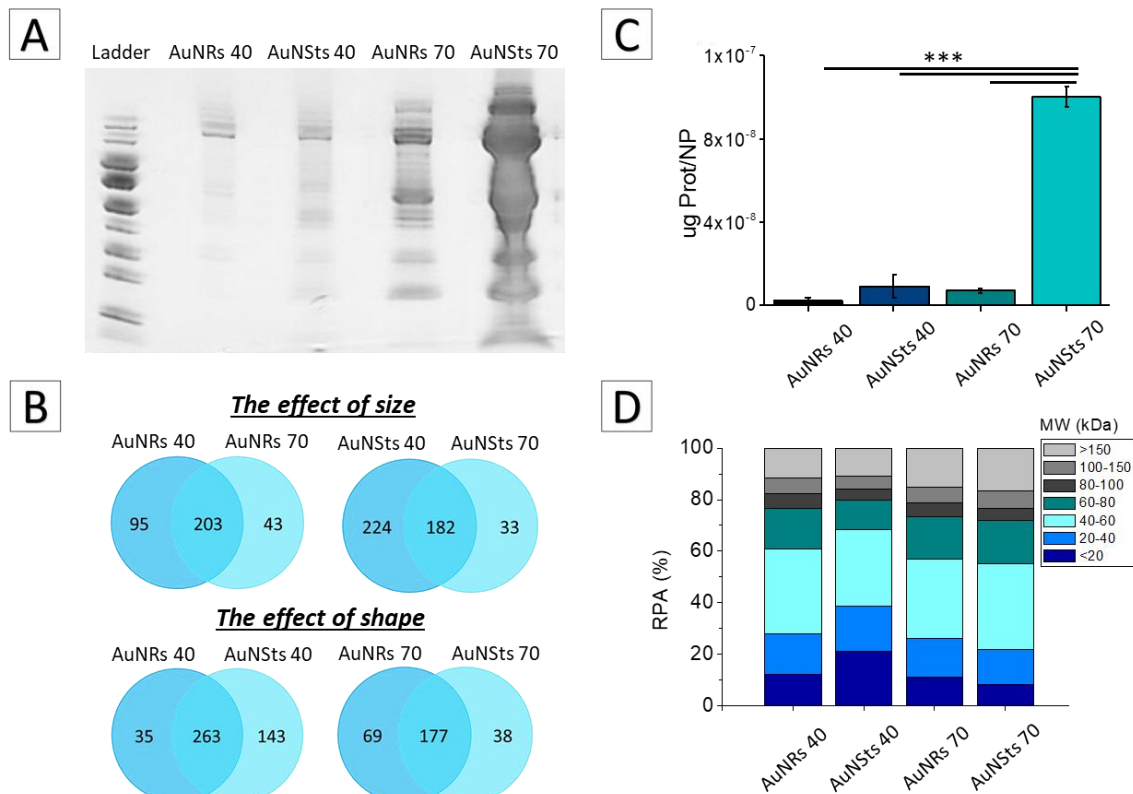 A
Ladder AuNRs 40 AuNSts 40 AuNRs 70 AuNSts 70
B
The effect of size
AuNRs 40 AuNRs 70 AuNSts 40 AuNSts 70
95 203 43 224 182 33
The effect of shape
AuNRs 40 AuNSts 40 AuNRs 70 AuNSts 70
35 263 143 69 177 38
C
ug Prot/NP
1x10⁻⁷
8x10⁻⁸
4x10⁻⁸
0
***
AuNRs 40 AuNSts 40 AuNRs 70 AuNSts 70
D
RPA (%)
100
80
60
40
20
0
AuNRs 40 AuNSts 40 AuNRs 70 AuNSts 70
MW (kDa)
>150
100-150
80-100
60-80
40-60
20-40
<20